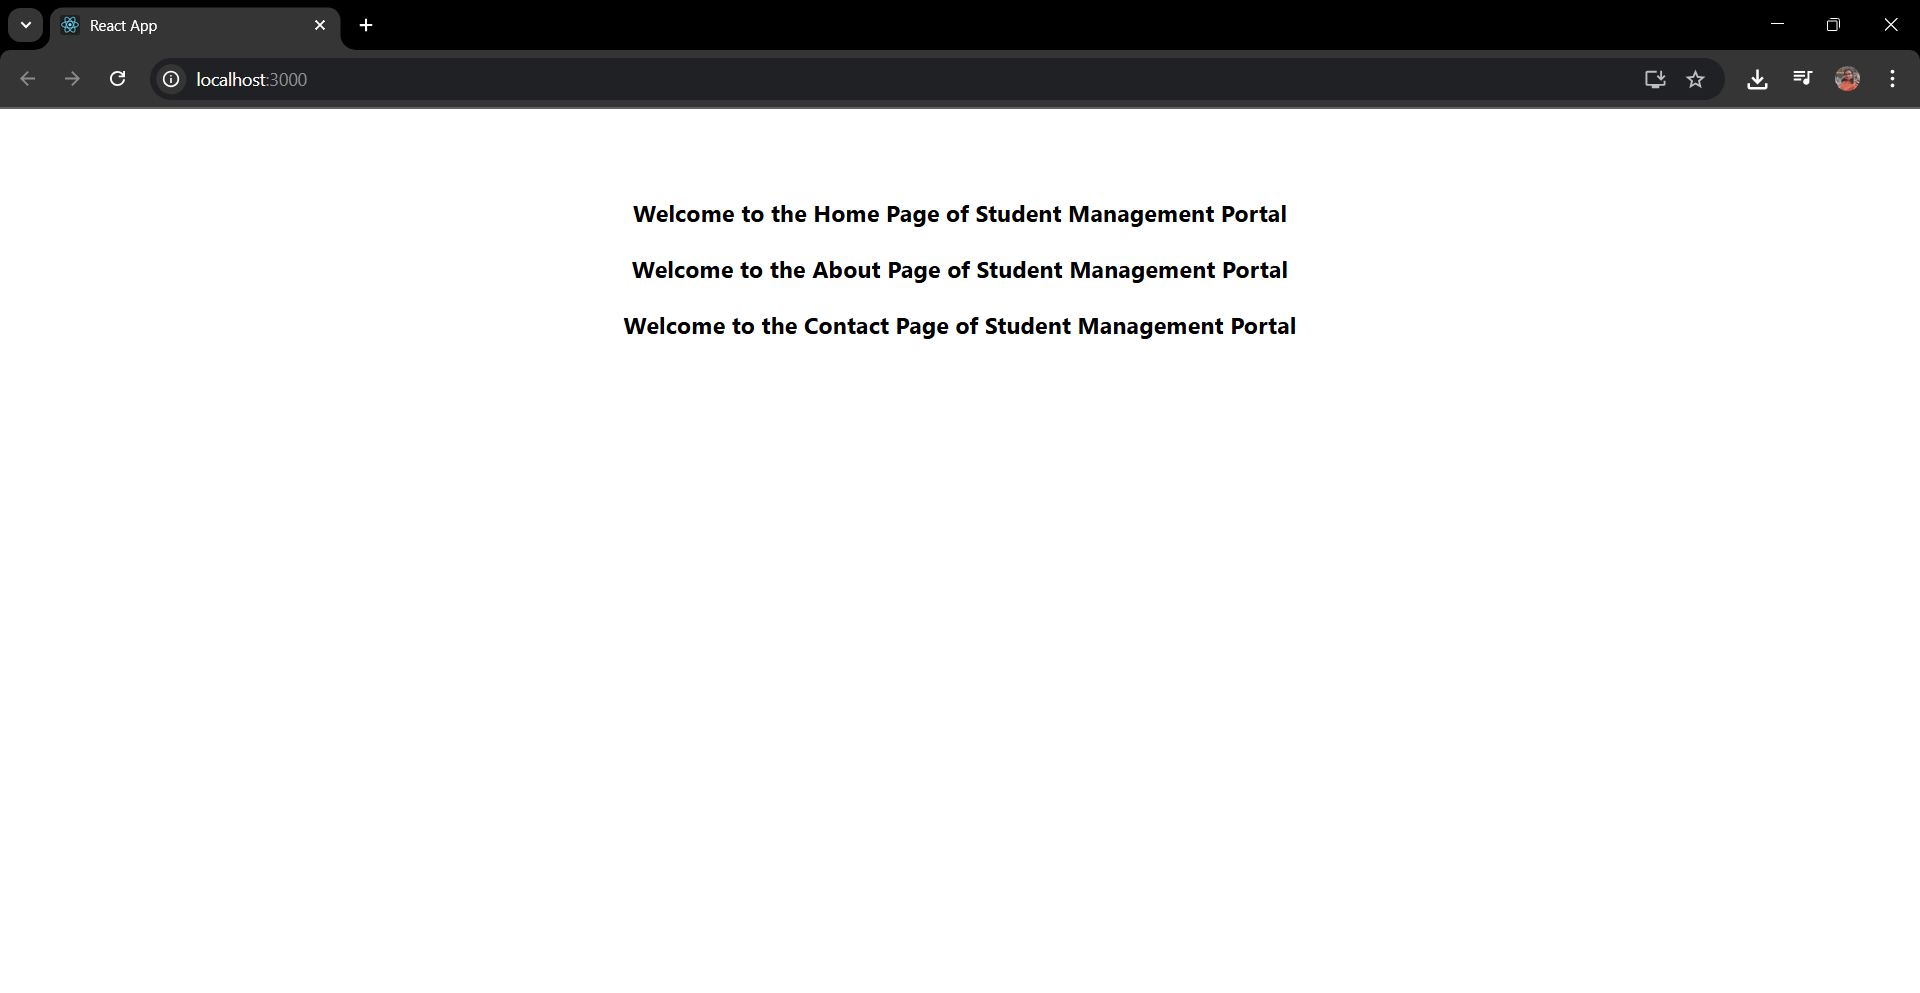 React App
localhost:3000
Welcome to the Home Page of Student Management Portal
Welcome to the About Page of Student Management Portal
Welcome to the Contact Page of Student Management Portal